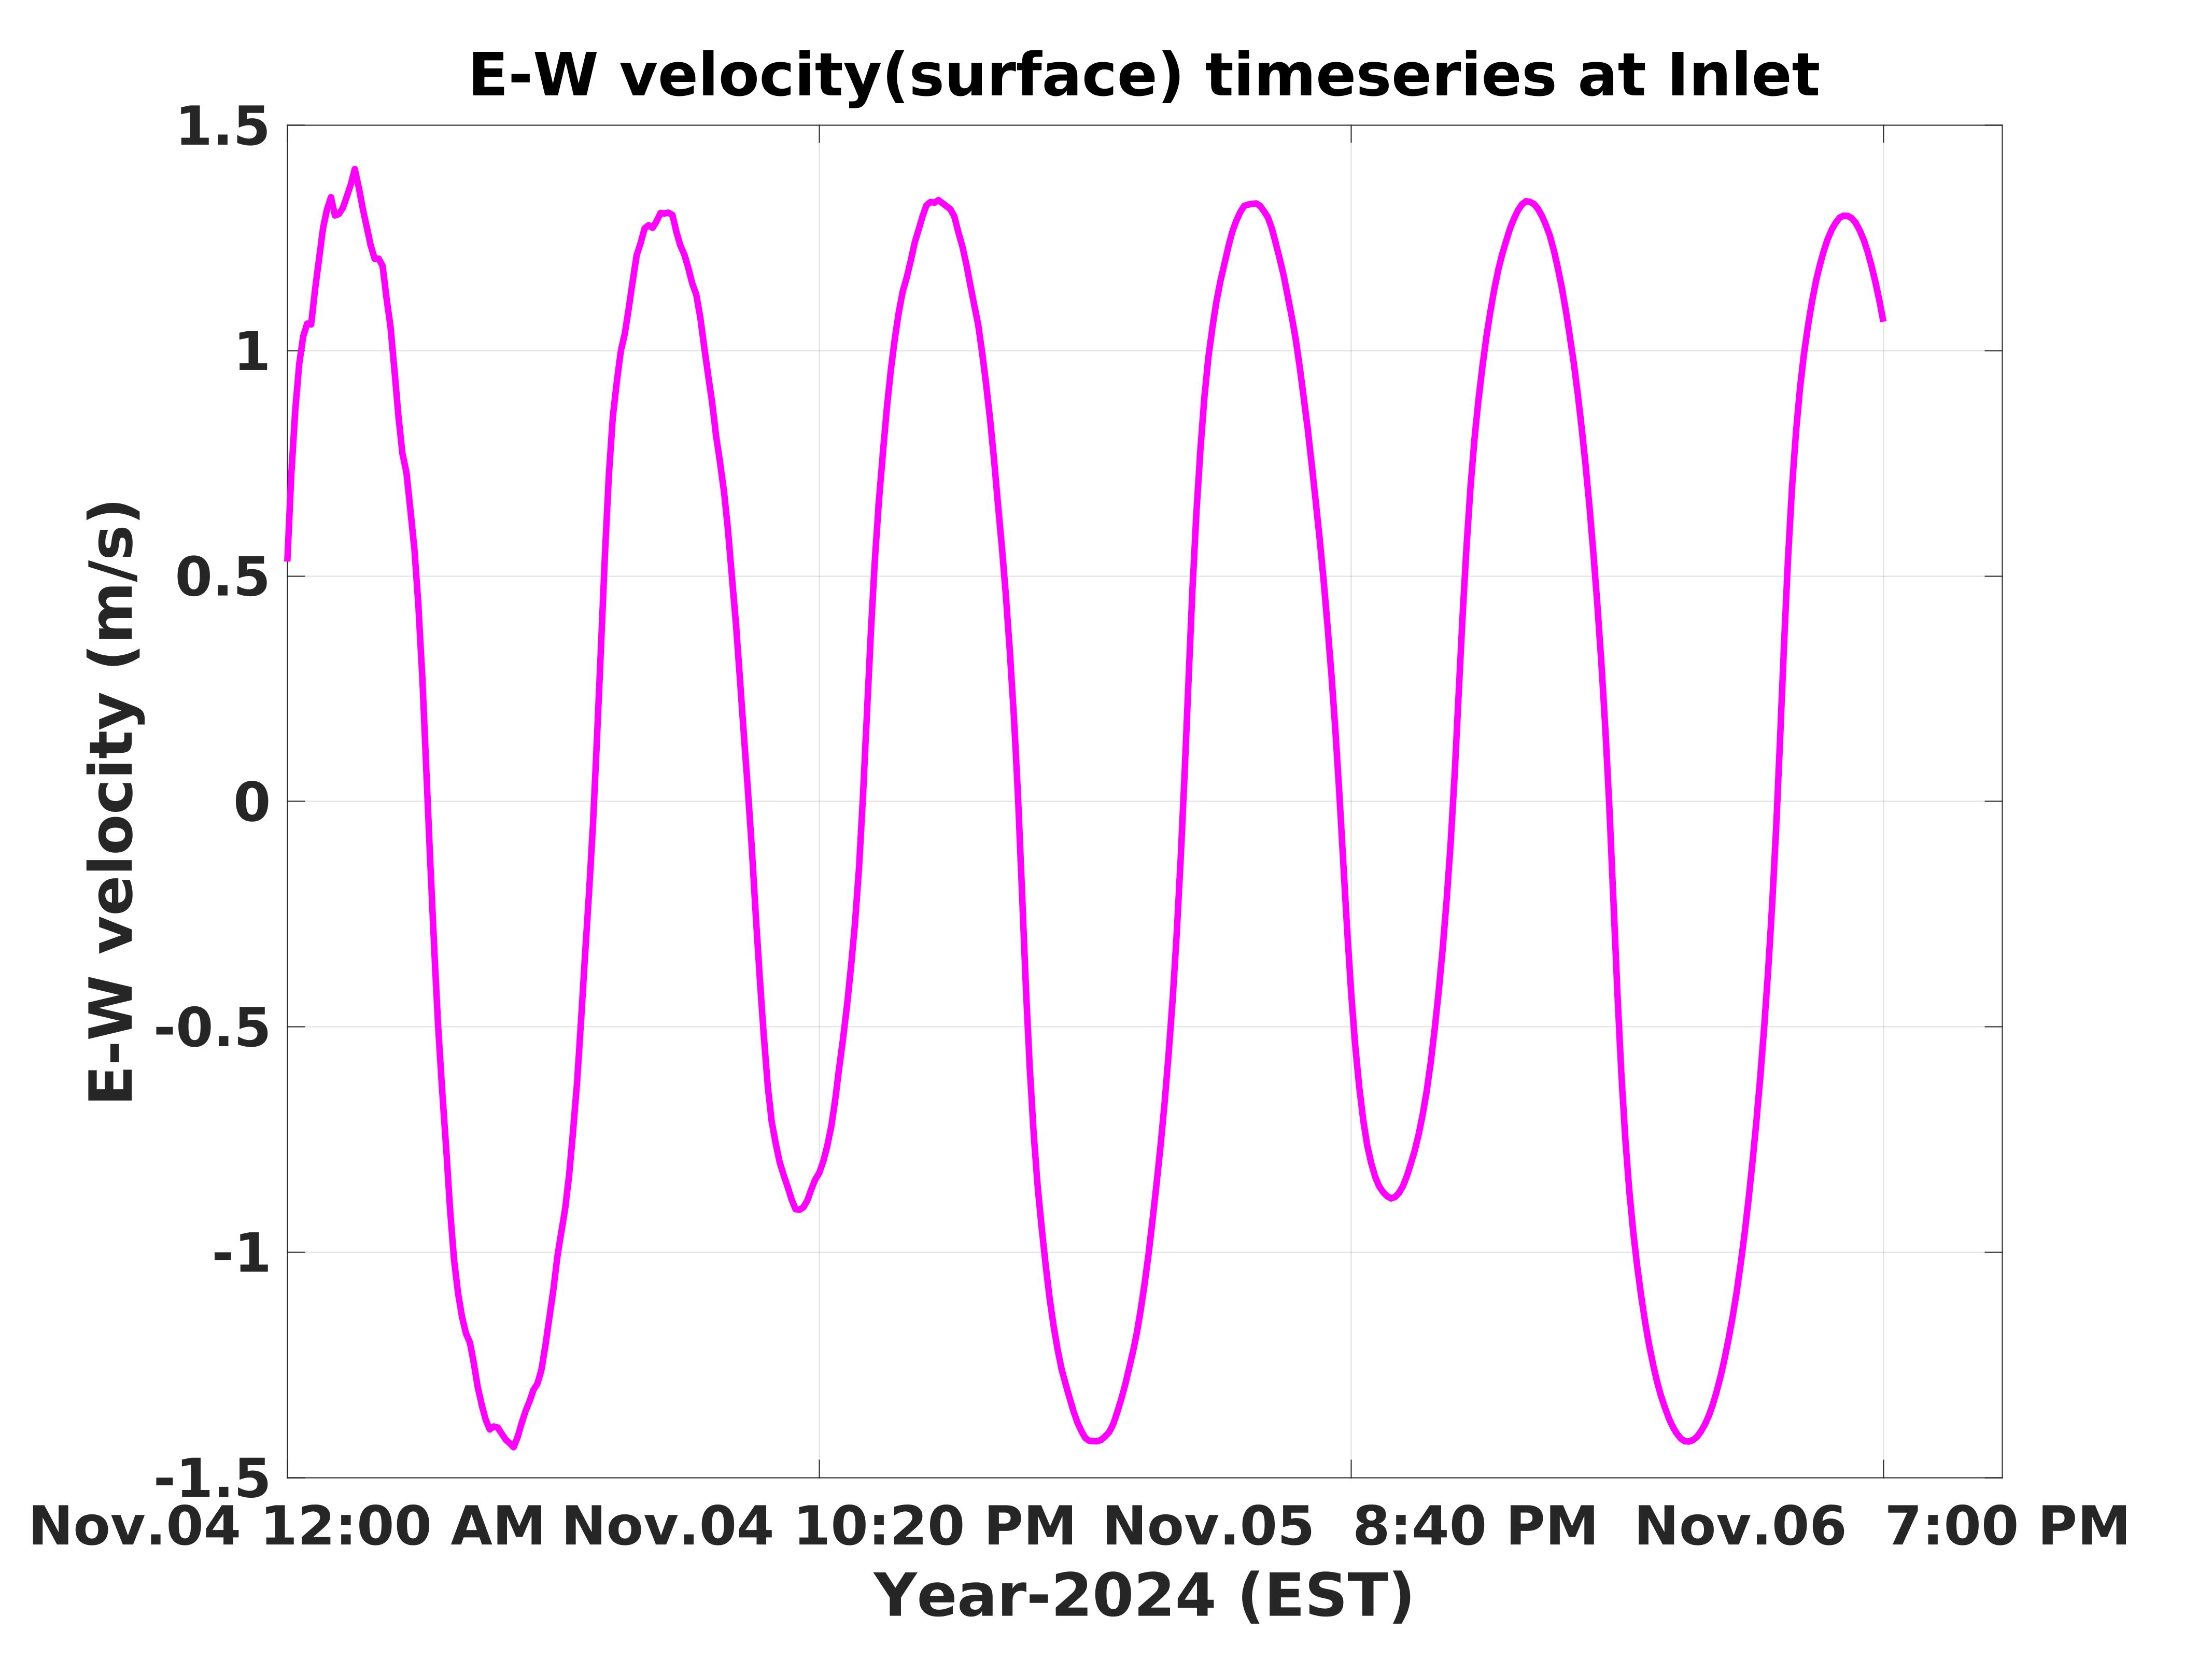 E-W velocity(surface) timeseries at Inlet
E-W velocity (m/s)
1.5
1
0.5
0
-0.5
-1
-1.5
Nov.04 12:00 AM Nov.04 10:20 PM Nov.05 8:40 PM Nov.06 7:00 PM
Year-2024 (EST)